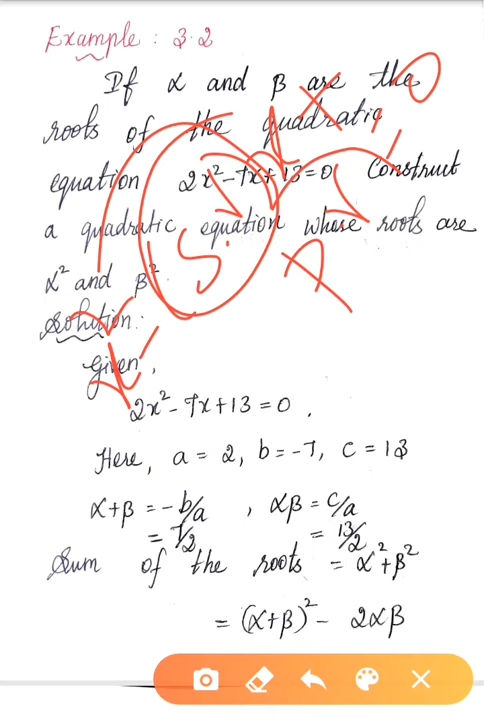 Example : 3.2
If α and β are the
roots of the quadratic
equation 2x²-7x+13=0 Construct
a quadratic equation whose roots are
α² and β².
Solution:-
Given,
2x²-7x+13=0.
Here, a = 2, b = -7, c = 13
α+β = -b/a , αβ = c/a
= 7/2 = 13/2
Sum of the roots = α²+β²
= (α+β)² - 2αβ